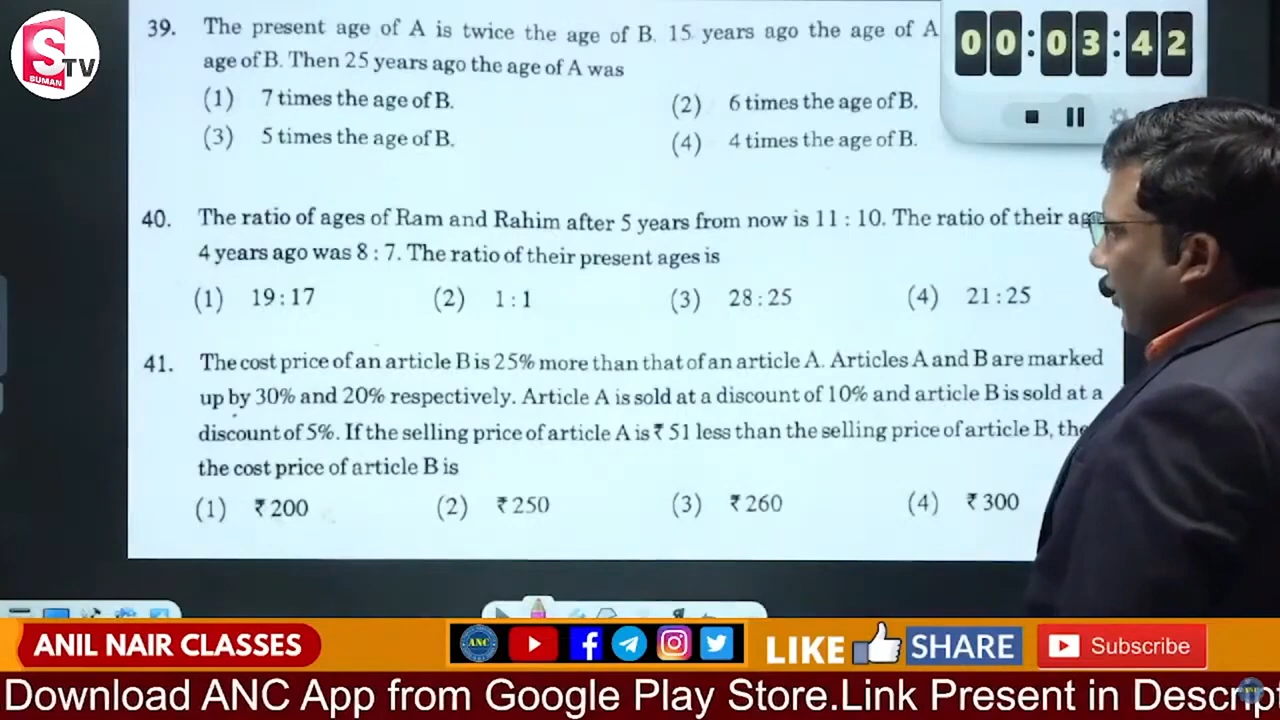 STV
SUMAN
00:03:42
39. The present age of A is twice the age of B. 15 years ago the age of A
age of B. Then 25 years ago the age of A was
(1) 7 times the age of B. (2) 6 times the age of B.
(3) 5 times the age of B. (4) 4 times the age of B.
40. The ratio of ages of Ram and Rahim after 5 years from now is 11 : 10. The ratio of their
4 years ago was 8 : 7. The ratio of their present ages is
(1) 19 : 17 (2) 1 : 1 (3) 28 : 25 (4) 21 : 25
41. The cost price of an article B is 25% more than that of an article A. Articles A and B are marked
up by 30% and 20% respectively. Article A is sold at a discount of 10% and article B is sold at a
discount of 5%. If the selling price of article A is ₹ 51 less than the selling price of article B,
the cost price of article B is
(1) ₹ 200 (2) ₹ 250 (3) ₹ 260 (4) ₹ 300
ANIL NAIR CLASSES
ANC
LIKE SHARE Subscribe
Download ANC App from Google Play Store.Link Present in